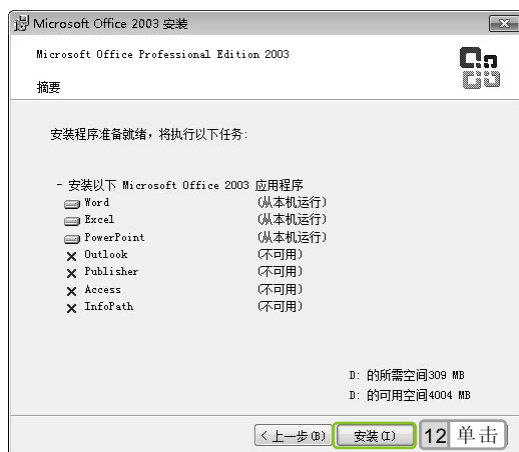 Microsoft Office 2003 安装
Microsoft Office Professional Edition 2003
摘要
安装程序准备就绪，将执行以下任务:
- 安装以下 Microsoft Office 2003 应用程序
Word (从本机运行)
Excel (从本机运行)
PowerPoint (从本机运行)
Outlook (不可用)
Publisher (不可用)
Access (不可用)
InfoPath (不可用)
D: 的所需空间309 MB
D: 的可用空间4004 MB
< 上一步(B) 安装(I) 12 单击